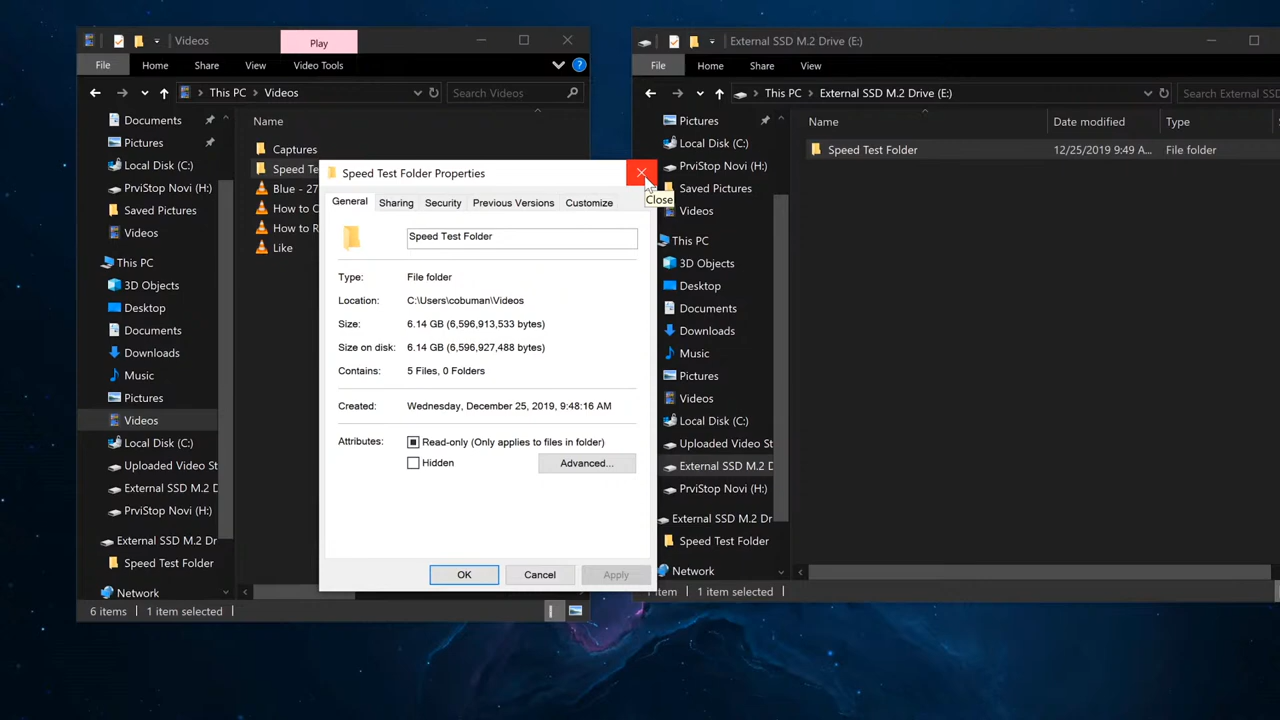 Videos
Play
File
Home
Share
View
Video Tools
?
This PC
Videos
Search Videos
Documents
Pictures
Local Disk (C:)
PrviStop Novi (H:)
Saved Pictures
Videos
This PC
3D Objects
Desktop
Documents
Downloads
Music
Pictures
Videos
Local Disk (C:)
Uploaded Video St
External SSD M.2 D
PrviStop Novi (H:)
External SSD M.2 Dr
Speed Test Folder
Network
Name
Captures
Speed Te
Blue - 27
How to C
How to R
Like
6 items
1 item selected
Speed Test Folder Properties
Close
General
Sharing
Security
Previous Versions
Customize
Speed Test Folder
Type: File folder
Location: C:\Users\cobuman\Videos
Size: 6.14 GB (6,596,913,533 bytes)
Size on disk: 6.14 GB (6,596,927,488 bytes)
Contains: 5 Files, 0 Folders
Created: Wednesday, December 25, 2019, 9:48:16 AM
Attributes: Read-only (Only applies to files in folder)
Hidden
Advanced...
OK
Cancel
Apply
External SSD M.2 Drive (E:)
File
Home
Share
View
This PC
External SSD M.2 Drive (E:)
Search External SSD
Pictures
Local Disk (C:)
PrviStop Novi (H:)
Saved Pictures
Videos
This PC
3D Objects
Desktop
Documents
Downloads
Music
Pictures
Videos
Local Disk (C:)
Uploaded Video St
External SSD M.2 D
PrviStop Novi (H:)
External SSD M.2 Dr
Speed Test Folder
Network
Name
Date modified
Type
Speed Test Folder
12/25/2019 9:49 A...
File folder
item
1 item selected